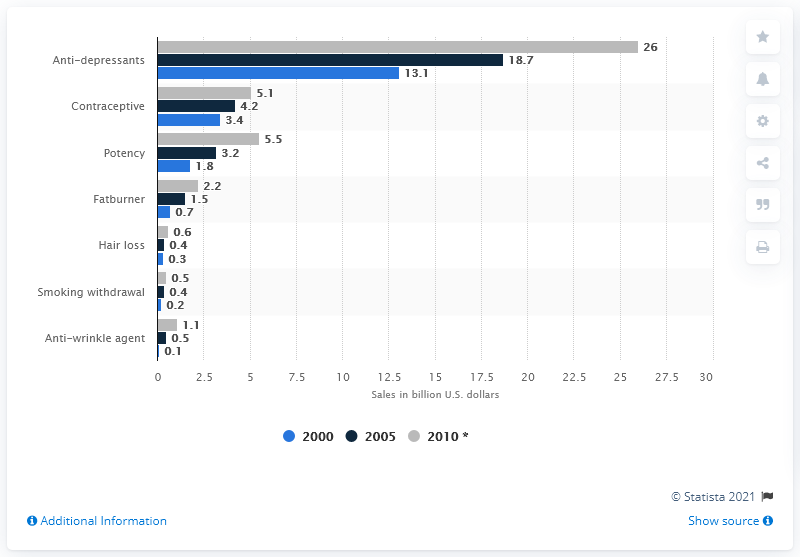 26
Anti-depressants 18.7
13.1
5.1
Contraceptive 4.2
3.4
5.5
Potency 3.2
1.8
2.2
Fatburner 1.5
0.7
0.6
Hair loss 0.4
0.3
0.5
Smoking withdrawal 0.4
0.2
1.1
Anti-wrinkle agent 0.5
0.1
0 2.5 5 7.5 10 12.5 15 17.5 20 22.5 25 27.5 30
Sales in billion U.S. dollars
2000 2005 2010 *
© Statista 2021
Additional Information Show source